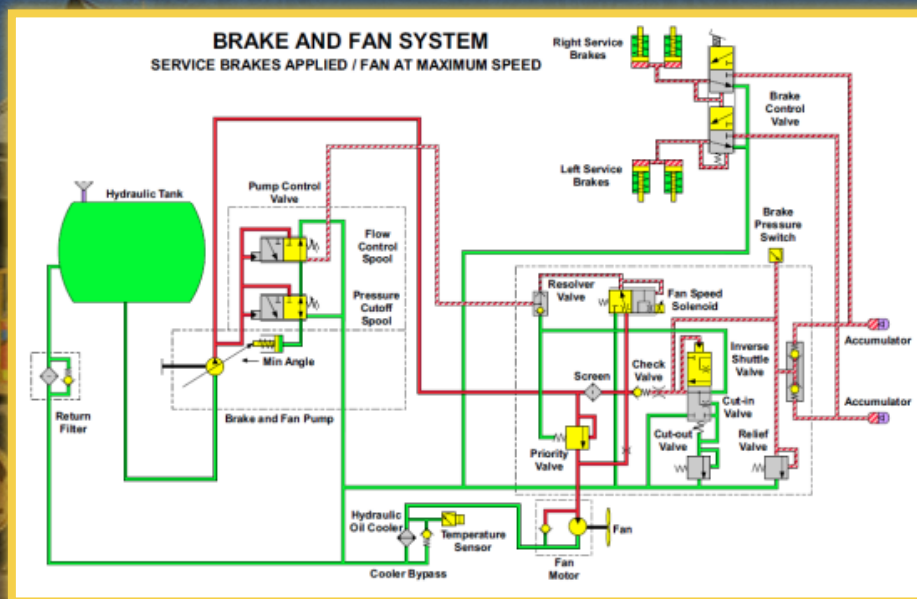 BRAKE AND FAN SYSTEM
SERVICE BRAKES APPLIED / FAN AT MAXIMUM SPEED
Right Service
Brakes
Brake
Control
Valve
Left Service
Brakes
Hydraulic Tank
Pump Control
Valve
Flow
Control
Spool
Pressure
Cutoff
Spool
Min Angle
Brake and Fan Pump
Return
Filter
Brake
Pressure
Switch
Resolver
Valve
Fan Speed
Solenoid
Inverse
Shuttle
Valve
Accumulator
Accumulator
Check
Valve
Screen
Cut-in
Valve
Cut-out
Valve
Relief
Valve
Priority
Valve
Hydraulic
Oil Cooler
Temperature
Sensor
Cooler Bypass
Fan
Fan
Motor